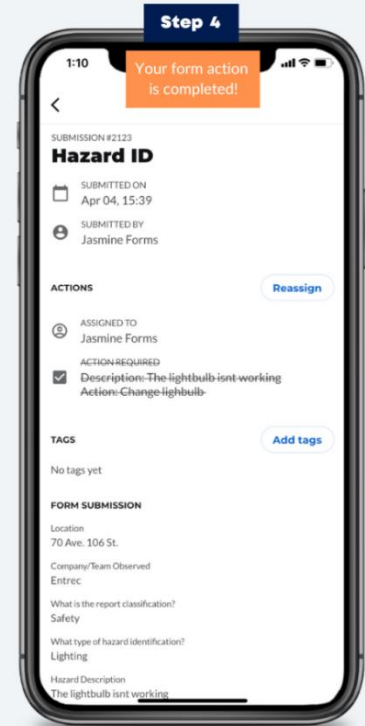 Step 4
1:10
Your form action
is completed!
SUBMISSION #2123
Hazard ID
SUBMITTED ON
Apr 04, 15:39
SUBMITTED BY
Jasmine Forms
ACTIONS
Reassign
ASSIGNED TO
Jasmine Forms
ACTION REQUIRED
Description: The lightbulb isnt working
Action: Change lighbulb
TAGS
Add tags
No tags yet
FORM SUBMISSION
Location
70 Ave. 106 St.
Company/Team Observed
Entrec
What is the report classification?
Safety
What type of hazard identification?
Lighting
Hazard Description
The lightbulb isnt working